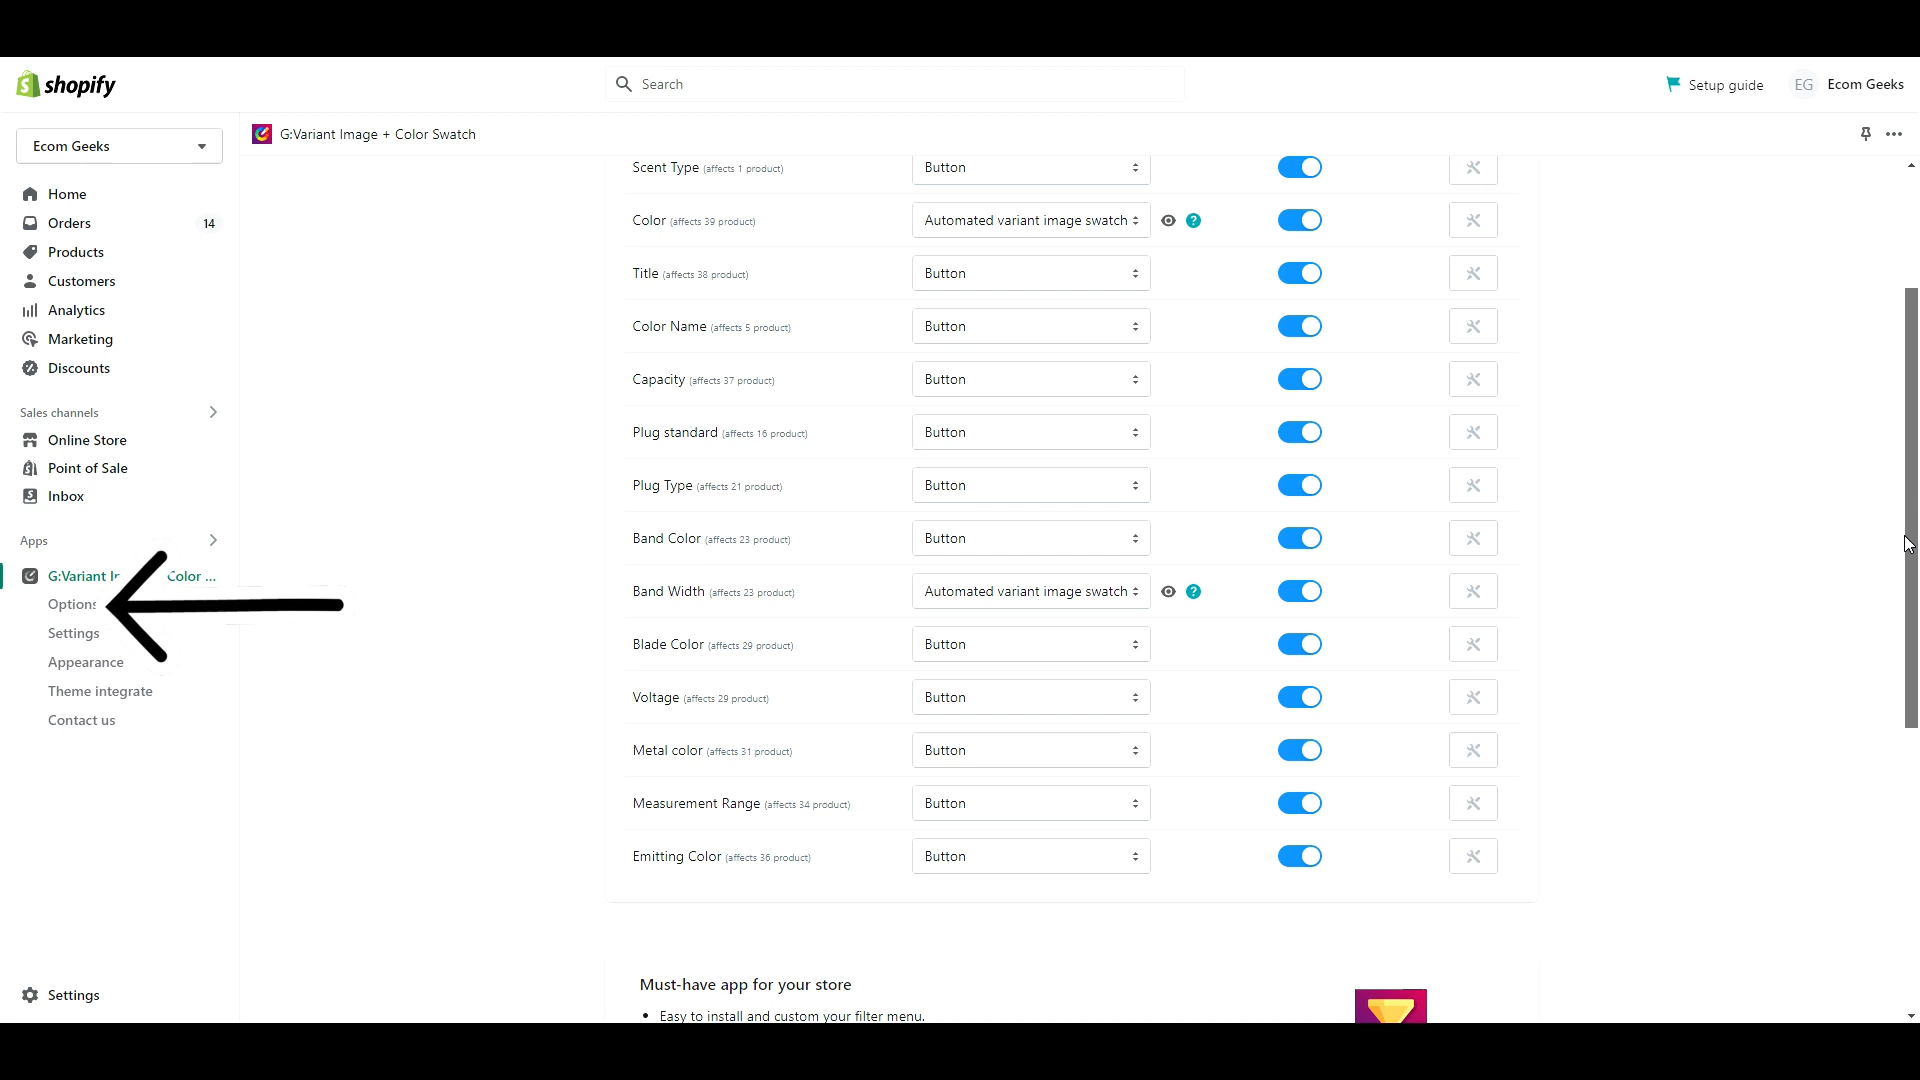 shopify
Search
Setup guide
EG
Ecom Geeks
Ecom Geeks
Home
Orders 14
Products
Customers
Analytics
Marketing
Discounts
Sales channels
Online Store
Point of Sale
Inbox
Apps
G:Variant Color ...
Options
Settings
Appearance
Theme integrate
Contact us
Settings
G:Variant Image + Color Swatch
Scent Type (affects 1 product) Button
Color (affects 39 product) Automated variant image swatch ?
Title (affects 38 product) Button
Color Name (affects 5 product) Button
Capacity (affects 37 product) Button
Plug standard (affects 16 product) Button
Plug Type (affects 21 product) Button
Band Color (affects 23 product) Button
Band Width (affects 23 product) Automated variant image swatch ?
Blade Color (affects 29 product) Button
Voltage (affects 29 product) Button
Metal color (affects 31 product) Button
Measurement Range (affects 34 product) Button
Emitting Color (affects 36 product) Button
Must-have app for your store
• Easy to install and custom your filter menu.